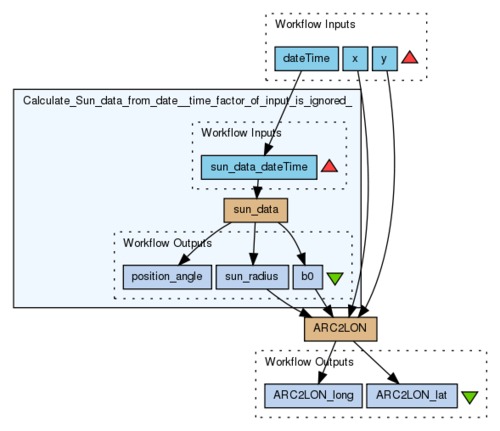 Workflow Inputs
dateTime x y
Calculate_Sun_data_from_date__time_factor_of_input_is_ignored_
Workflow Inputs
sun_data_dateTime
sun_data
Workflow Outputs
position_angle sun_radius b0
ARC2LON
Workflow Outputs
ARC2LON_long ARC2LON_lat